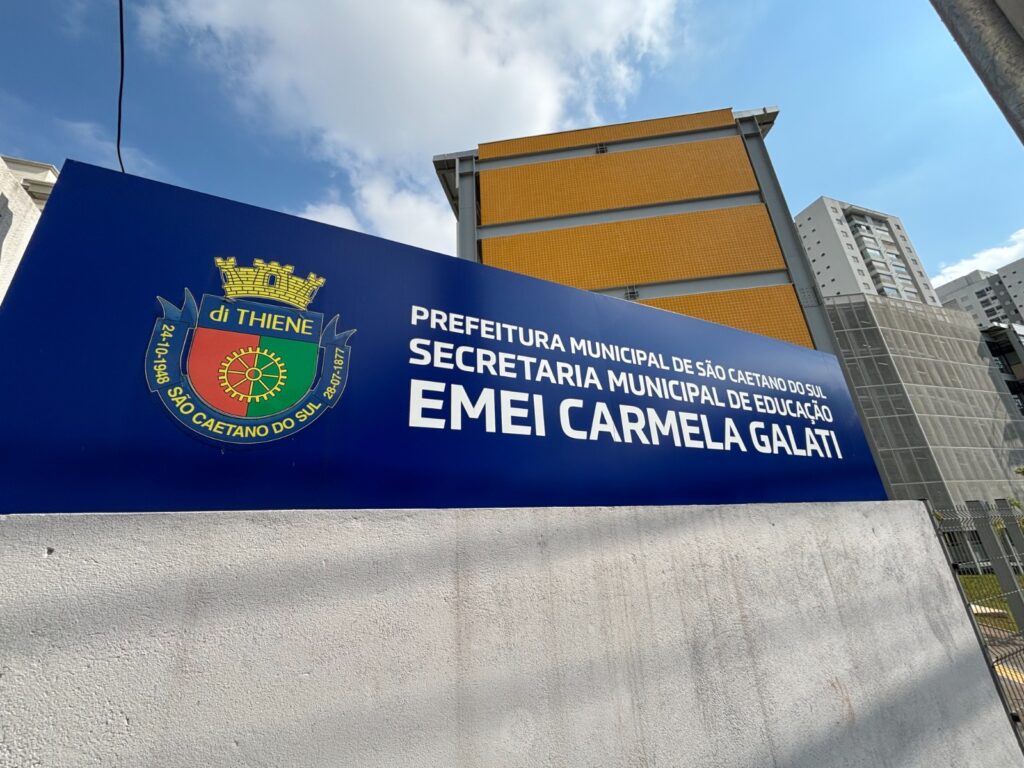 di THIENE
24-10-1948
SÃO CAETANO DO SUL
28-07-1877
PREFEITURA MUNICIPAL DE SÃO CAETANO DO SUL
SECRETARIA MUNICIPAL DE EDUCAÇÃO
EMEI CARMELA GALATI